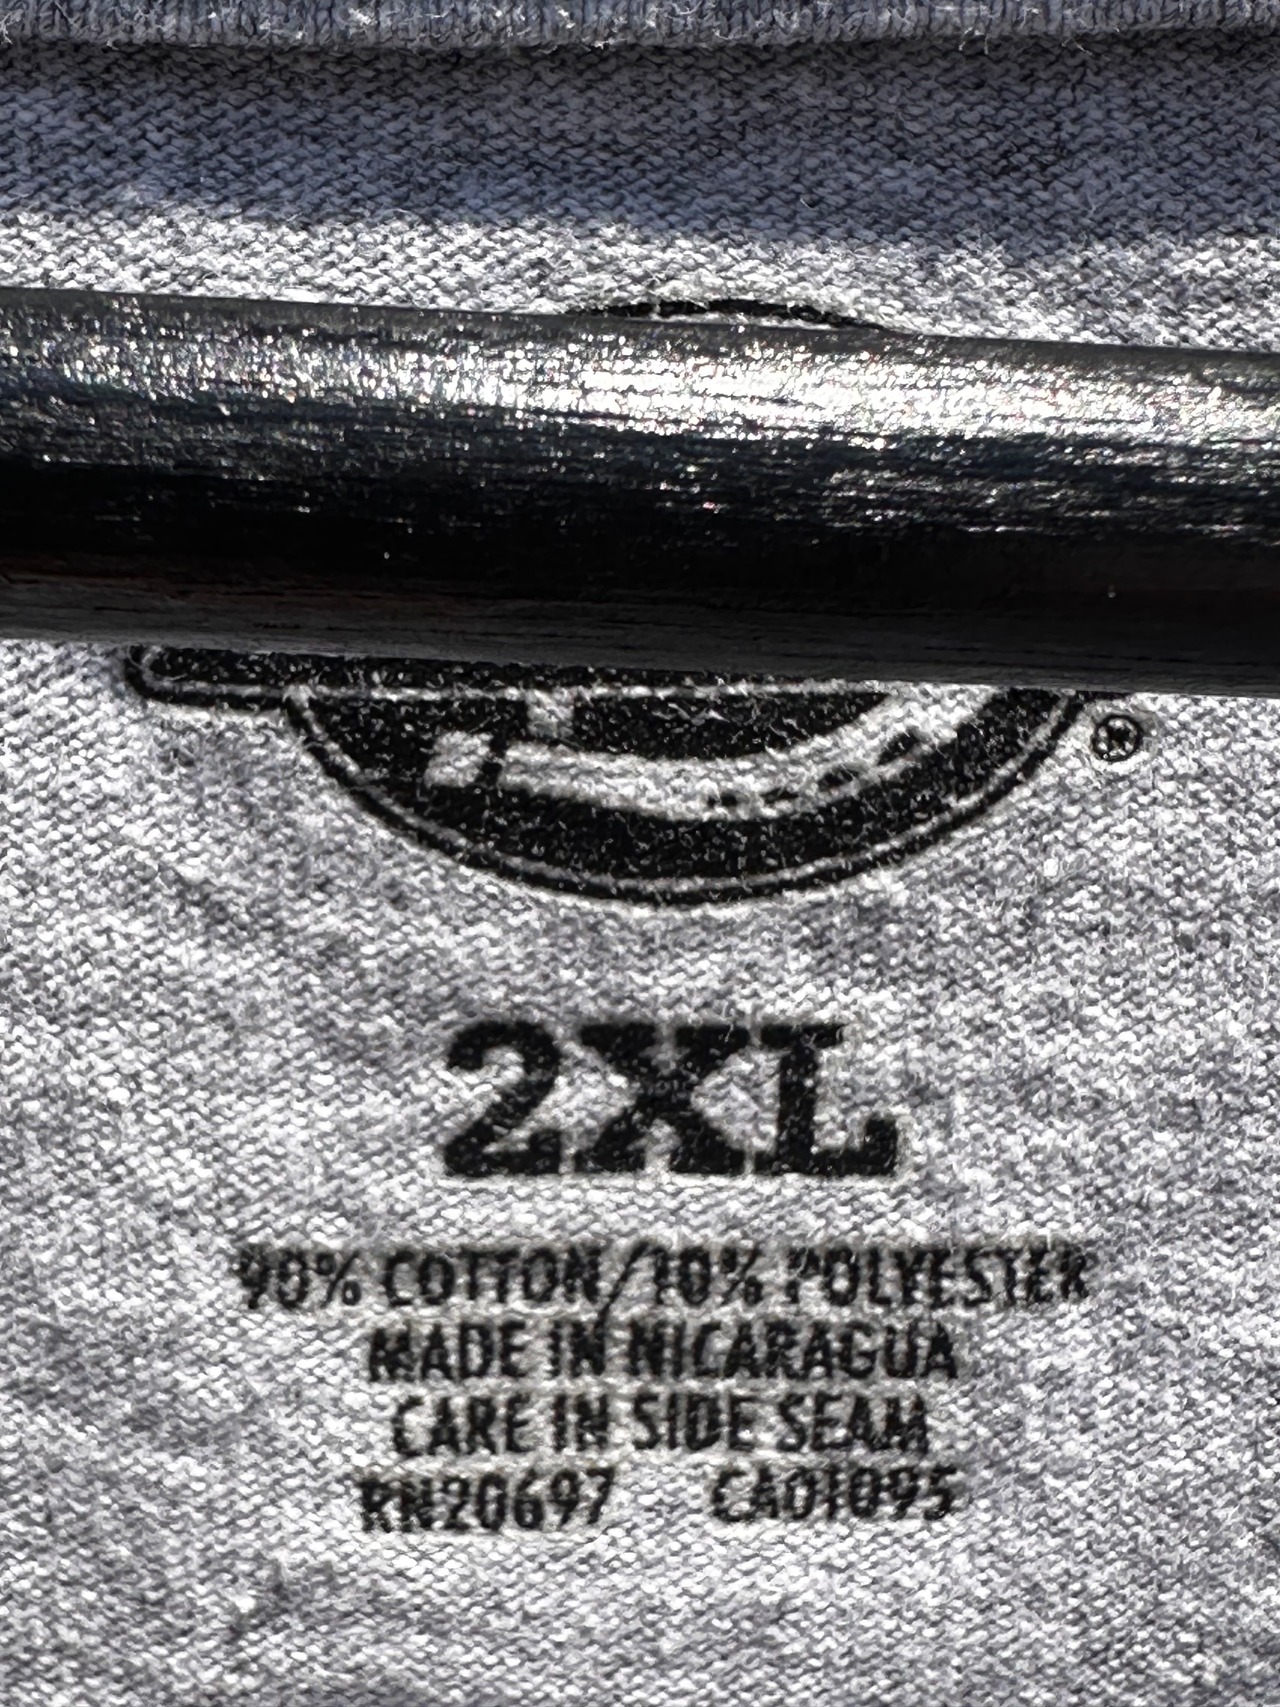 ®
2XL
90% COTTON/10% POLYESTER
MADE IN NICARAGUA
CARE IN SIDE SEAM
RN20697 CA01095